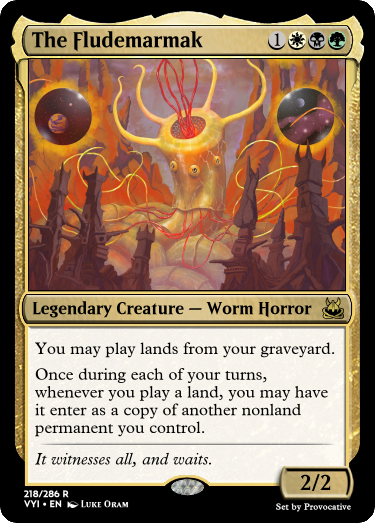 The Fludemarmak 1
Legendary Creature — Worm Horror
You may play lands from your graveyard.
Once during each of your turns,
whenever you play a land, you may have
it enter as a copy of another nonland
permanent you control.
It witnesses all, and waits.
2/2
218/286 R
VYI • EN Luke Oram
Set by Provocative